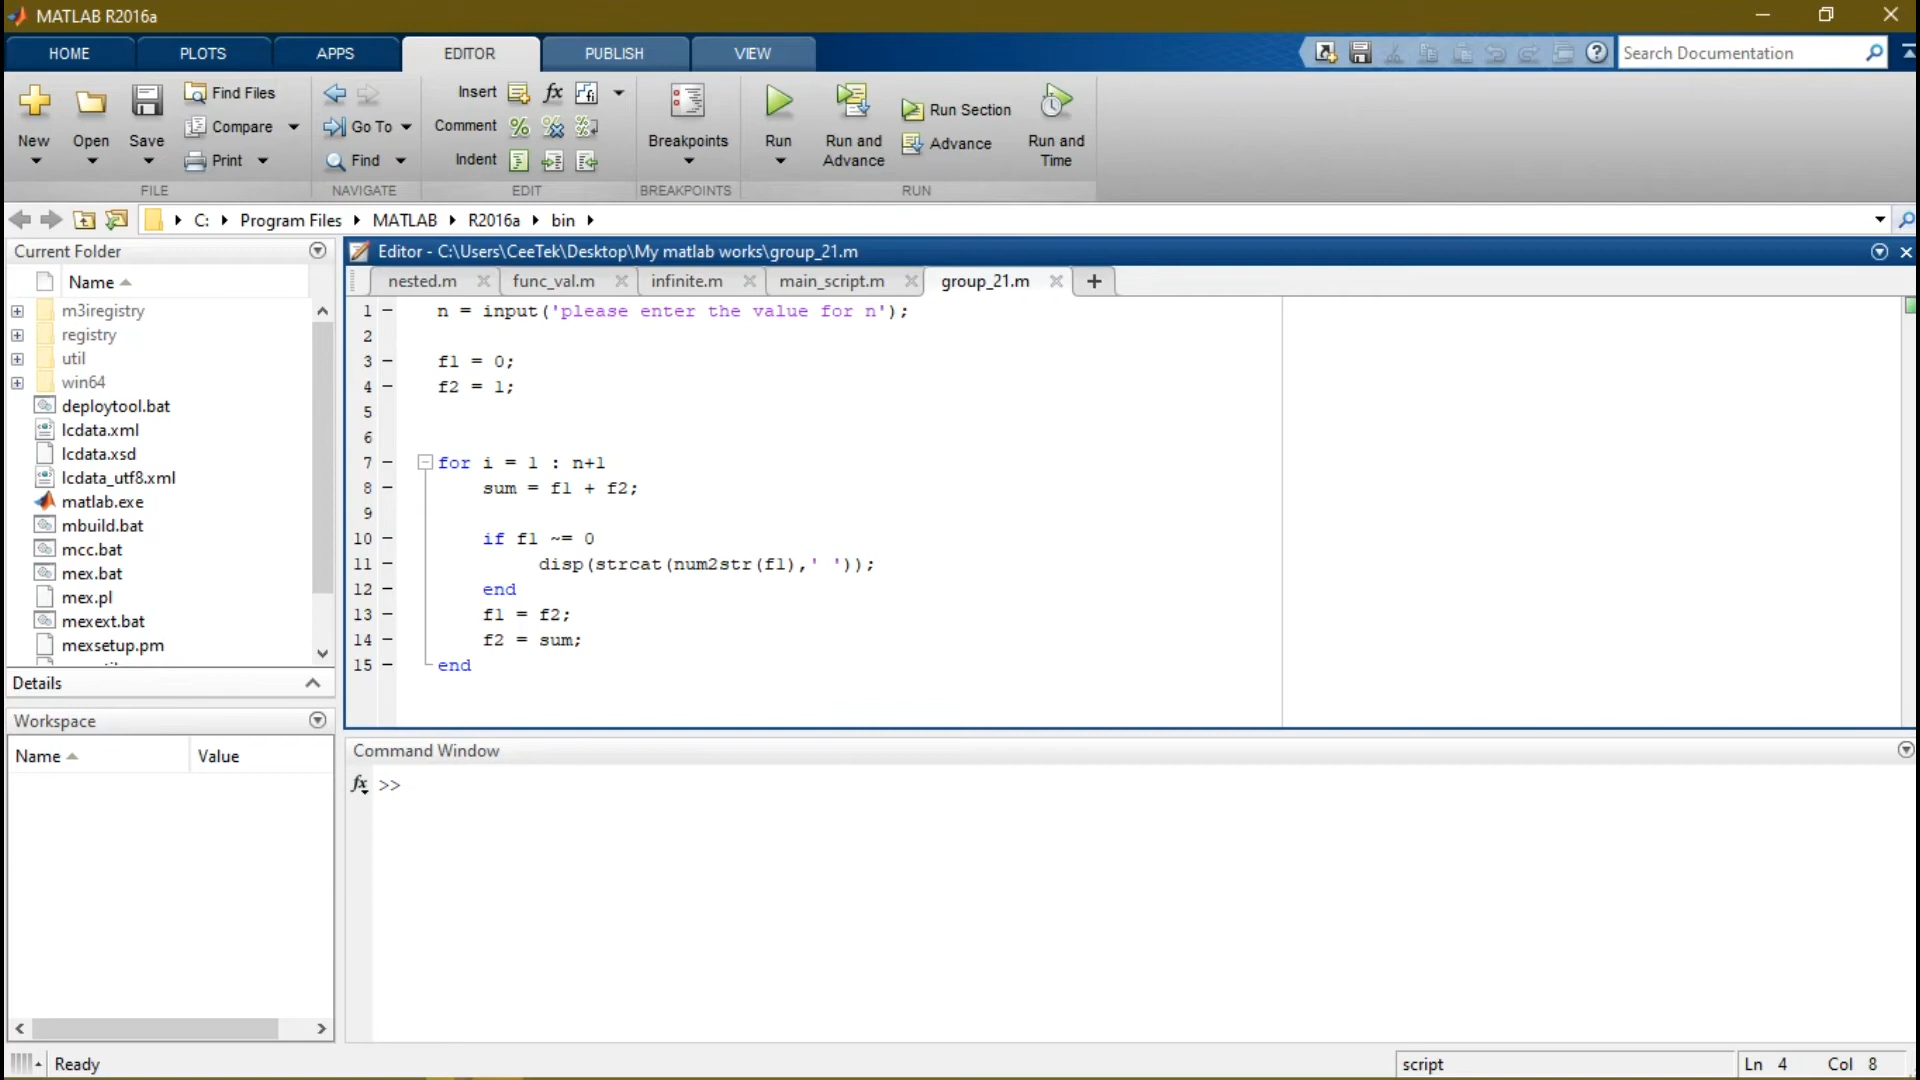 MATLAB R2016a
HOME PLOTS APPS EDITOR PUBLISH VIEW
Search Documentation
New Open Save
Find Files
Compare
Print
FILE
Go To
Find
NAVIGATE
Insert fx
Comment
Indent
EDIT
Breakpoints
BREAKPOINTS
Run
Run and Advance
Run Section
Advance
Run and Time
RUN
C: Program Files MATLAB R2016a bin
Current Folder
Name
m3iregistry
registry
util
win64
deploytool.bat
lcdata.xml
lcdata.xsd
lcdata_utf8.xml
matlab.exe
mbuild.bat
mcc.bat
mex.bat
mex.pl
mexext.bat
mexsetup.pm
Details
Workspace
Name Value
Editor - C:\Users\CeeTek\Desktop\My matlab works\group_21.m
nested.m func_val.m infinite.m main_script.m group_21.m
1 n = input('please enter the value for n');
2
3 f1 = 0;
4 f2 = 1;
5
6
7 for i = 1 : n+1
8 sum = f1 + f2;
9
10 if f1 ~= 0
11 disp(strcat(num2str(f1),' '));
12 end
13 f1 = f2;
14 f2 = sum;
15 end
Command Window
fx >>
Ready
script
Ln 4 Col 8